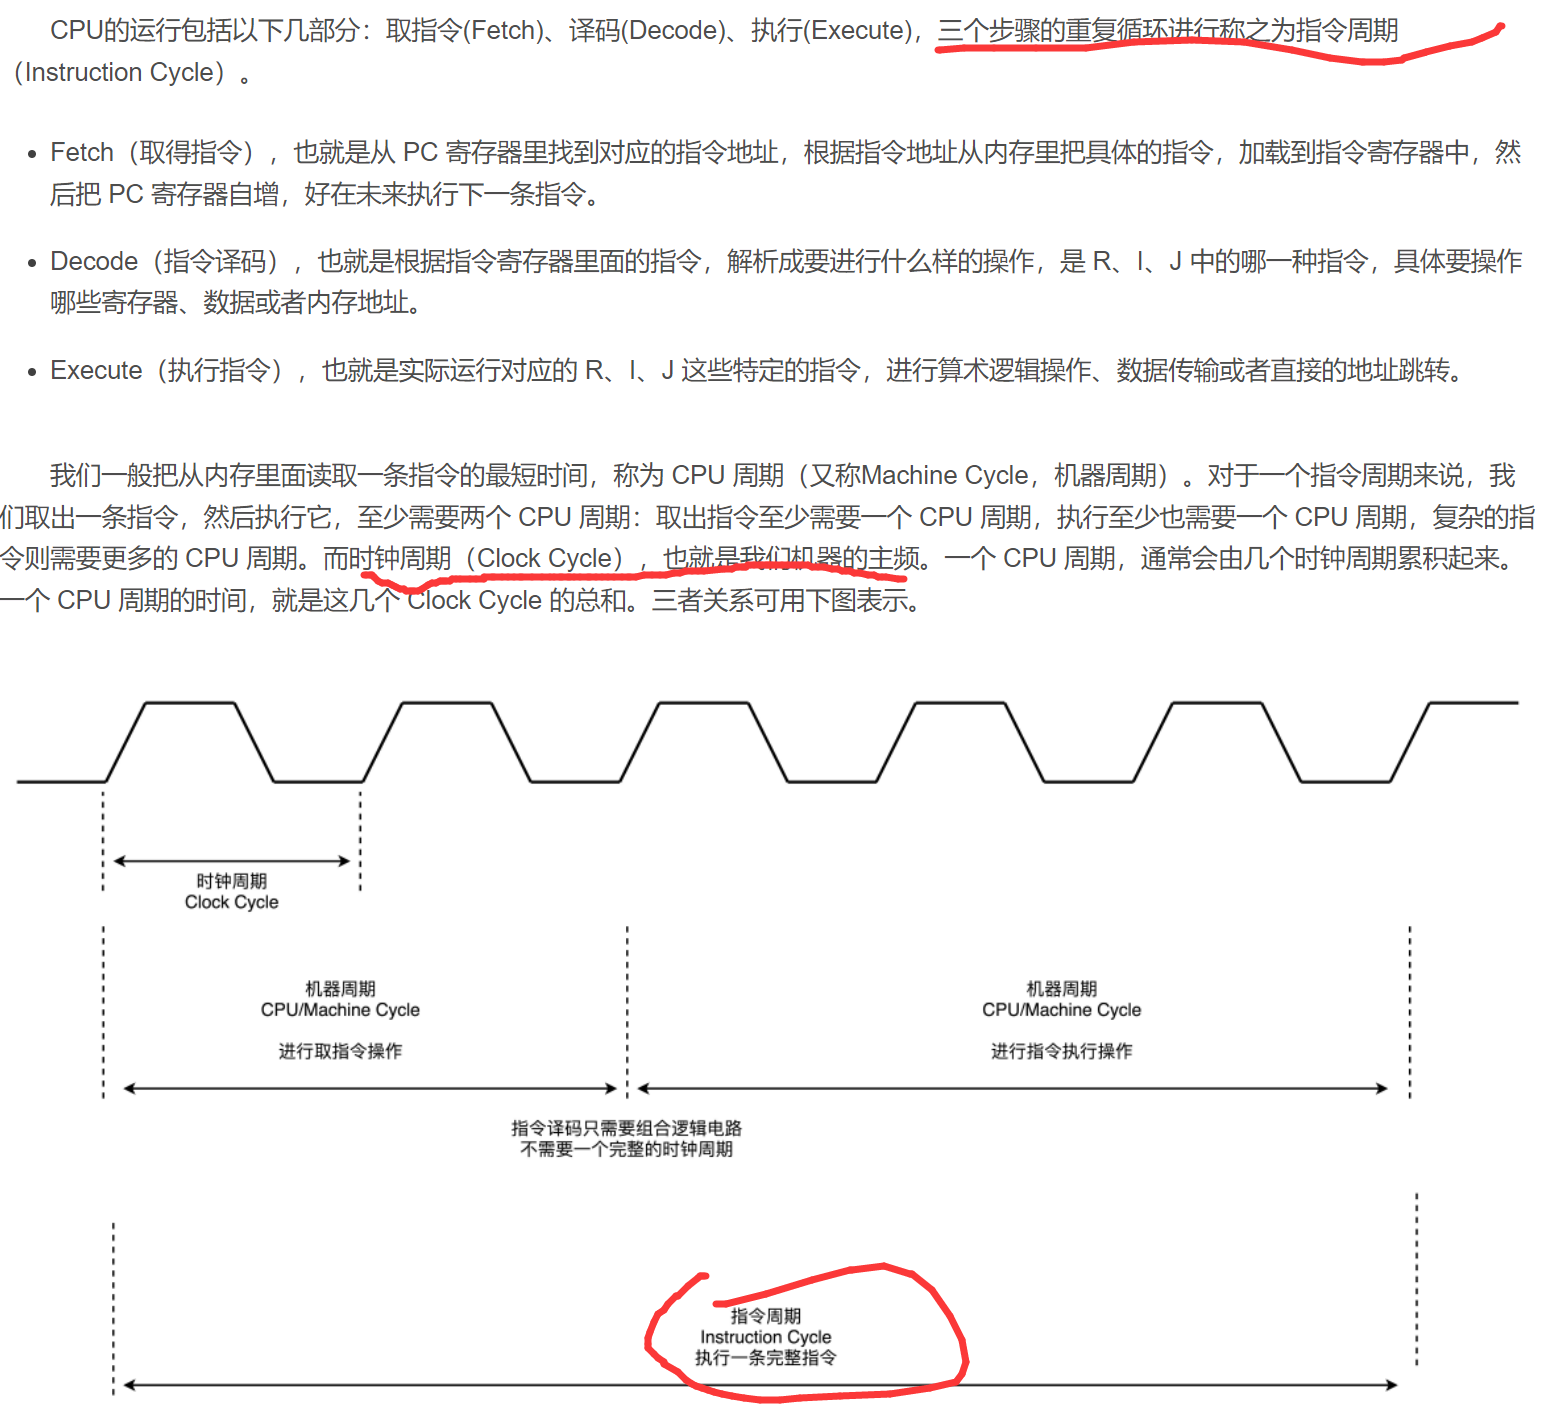 CPU的运行包括以下几部分：取指令(Fetch)、译码(Decode)、执行(Execute)，三个步骤的重复循环进行称之为指令周期
（Instruction Cycle）。
• Fetch（取得指令），也就是从 PC 寄存器里找到对应的指令地址，根据指令地址从内存里把具体的指令，加载到指令寄存器中，然
后把 PC 寄存器自增，好在未来执行下一条指令。
• Decode（指令译码），也就是根据指令寄存器里面的指令，解析成要进行什么样的操作，是 R、I、J 中的哪一种指令，具体要操作
哪些寄存器、数据或者内存地址。
• Execute（执行指令），也就是实际运行对应的 R、I、J 这些特定的指令，进行算术逻辑操作、数据传输或者直接的地址跳转。
我们一般把从内存里面读取一条指令的最短时间，称为 CPU 周期（又称Machine Cycle，机器周期）。对于一个指令周期来说，我
们取出一条指令，然后执行它，至少需要两个 CPU 周期：取出指令至少需要一个 CPU 周期，执行至少也需要一个 CPU 周期，复杂的指
令则需要更多的 CPU 周期。而时钟周期（Clock Cycle），也就是我们机器的主频。一个 CPU 周期，通常会由几个时钟周期累积起来。
一个 CPU 周期的时间，就是这几个 Clock Cycle 的总和。三者关系可用下图表示。
时钟周期
Clock Cycle
机器周期
CPU/Machine Cycle
进行取指令操作
机器周期
CPU/Machine Cycle
进行指令执行操作
指令译码只需要组合逻辑电路
不需要一个完整的时钟周期
指令周期
Instruction Cycle
执行一条完整指令